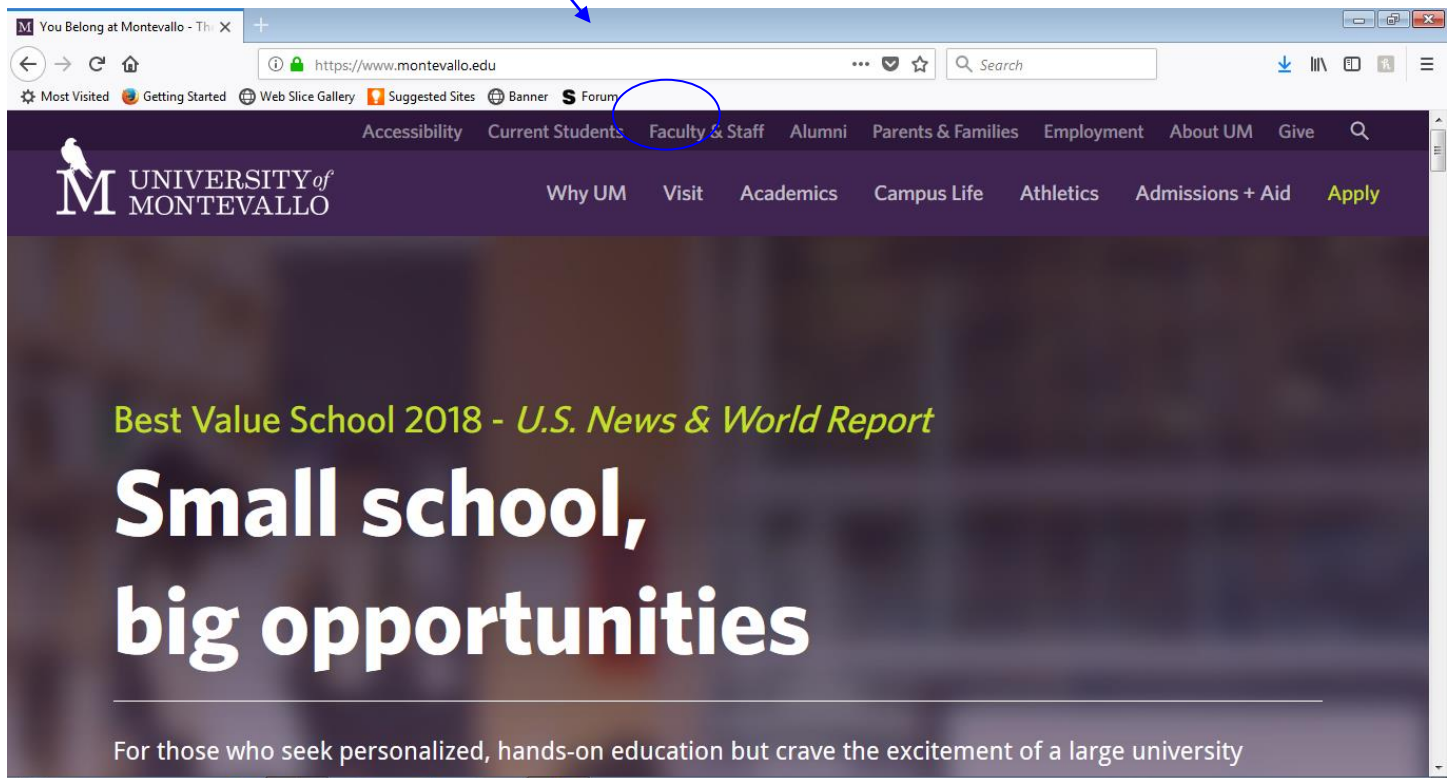 You Belong at Montevallo - Th
https://www.montevallo.edu
Search
Most Visited Getting Started Web Slice Gallery Suggested Sites Banner S Forum
Accessibility Current Students Faculty & Staff Alumni Parents & Families Employment About UM Give
UNIVERSITY of
MONTEVALLO
Why UM Visit Academics Campus Life Athletics Admissions + Aid Apply
Best Value School 2018 - U.S. News & World Report
Small school,
big opportunities
For those who seek personalized, hands-on education but crave the excitement of a large university